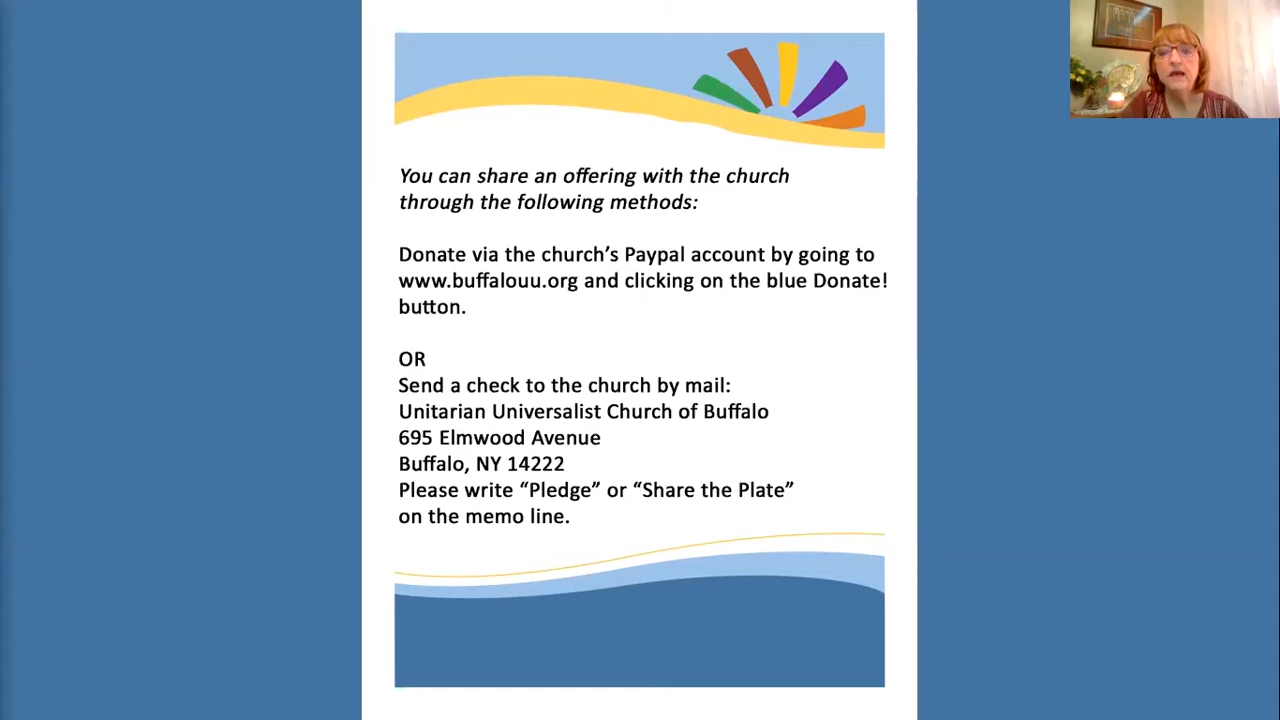 You can share an offering with the church
through the following methods:
Donate via the church’s Paypal account by going to
www.buffalouu.org and clicking on the blue Donate!
button.
OR
Send a check to the church by mail:
Unitarian Universalist Church of Buffalo
695 Elmwood Avenue
Buffalo, NY 14222
Please write “Pledge” or “Share the Plate”
on the memo line.